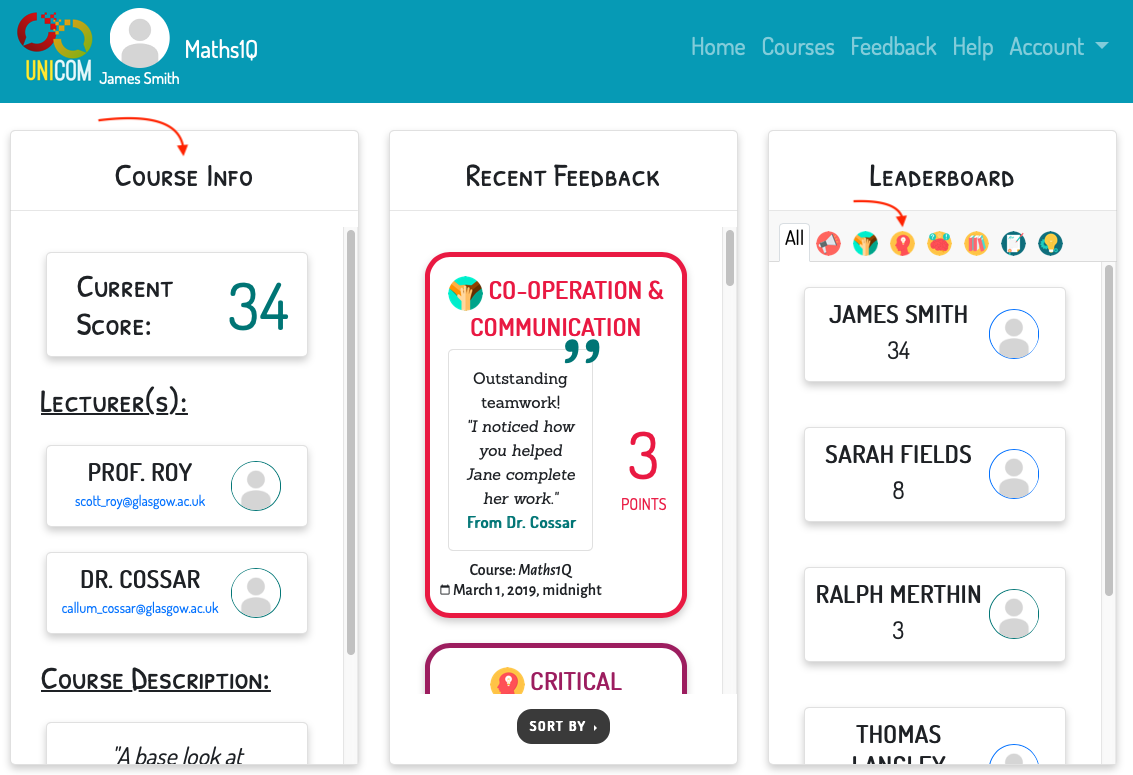 UNICOM
James Smith
Maths1Q
Home Courses Feedback Help Account
Course Info
Current
Score:
34
Lecturer(s):
PROF. ROY
scott_roy@glasgow.ac.uk
DR. COSSAR
callum_cossar@glasgow.ac.uk
Course Description:
"A base look at
Recent Feedback
CO-OPERATION &
COMMUNICATION
”
Outstanding
teamwork!
"I noticed how
you helped
Jane complete
her work."
From Dr. Cossar
3
POINTS
Course: Maths1Q
March 1, 2019, midnight
CRITICAL
SORT BY ›
Leaderboard
All
JAMES SMITH
34
SARAH FIELDS
8
RALPH MERTHIN
3
THOMAS
LANGLEY